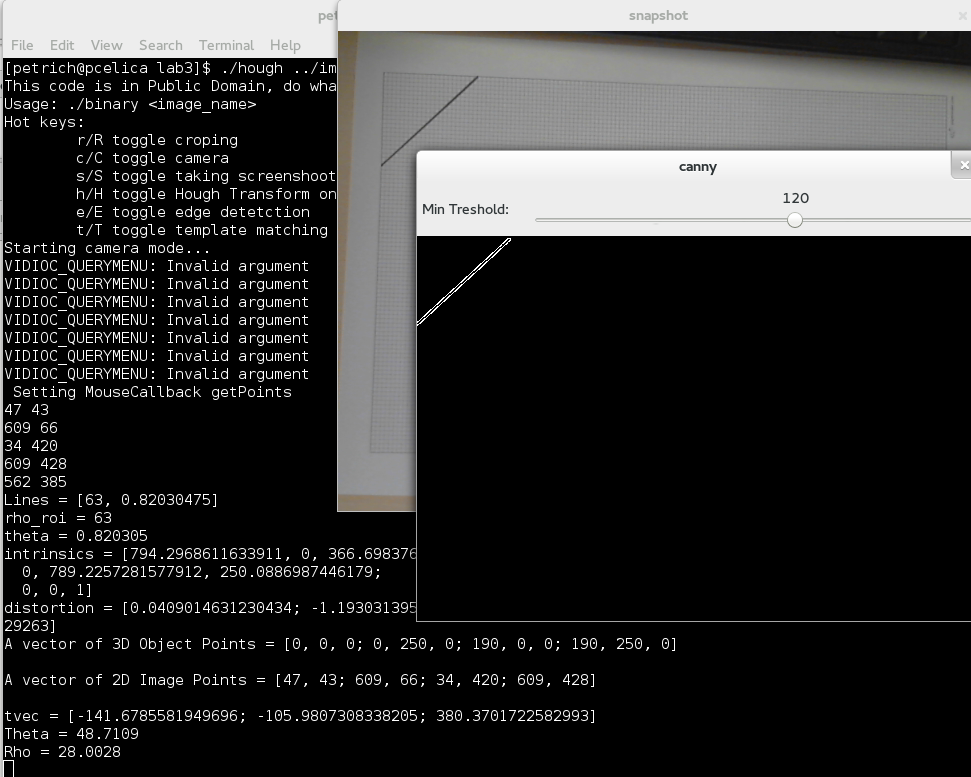 pet
snapshot
File Edit View Search Terminal Help
[petrich@pcelica lab3]$ ./hough ../im
This code is in Public Domain, do wha
Usage: ./binary <image_name>
Hot keys:
r/R toggle croping
c/C toggle camera
s/S toggle taking screenshoot
h/H toggle Hough Transform on
e/E toggle edge detetction
t/T template matching
Starting camera mode...
VIDIOC_QUERYMENU: Invalid argument
VIDIOC_QUERYMENU: Invalid argument
VIDIOC_QUERYMENU: Invalid argument
VIDIOC_QUERYMENU: Invalid argument
VIDIOC_QUERYMENU: Invalid argument
VIDIOC_QUERYMENU: Invalid argument
VIDIOC_QUERYMENU: Invalid argument
Setting MouseCallback getPoints
47 43
609 66
34 420
609 428
562 385
Lines = [63, 0.82030475]
rho_roi = 63
theta = 0.820305
intrinsics = [794.2968611633911, 0, 366.698376
0, 789.2257281577912, 250.0886987446179;
0, 0, 1]
distortion = [0.0409014631230434; -1.193031395
29263]
A vector of 3D Object Points = [0, 0, 0; 0, 250, 0; 190, 0, 0; 190, 250, 0]
A vector of 2D Image Points = [47, 43; 609, 66; 34, 420; 609, 428]
tvec = [-141.6785581949696; -105.9807308338205; 380.3701722582993]
Theta = 48.7109
Rho = 28.0028
canny
Min Treshold:
120